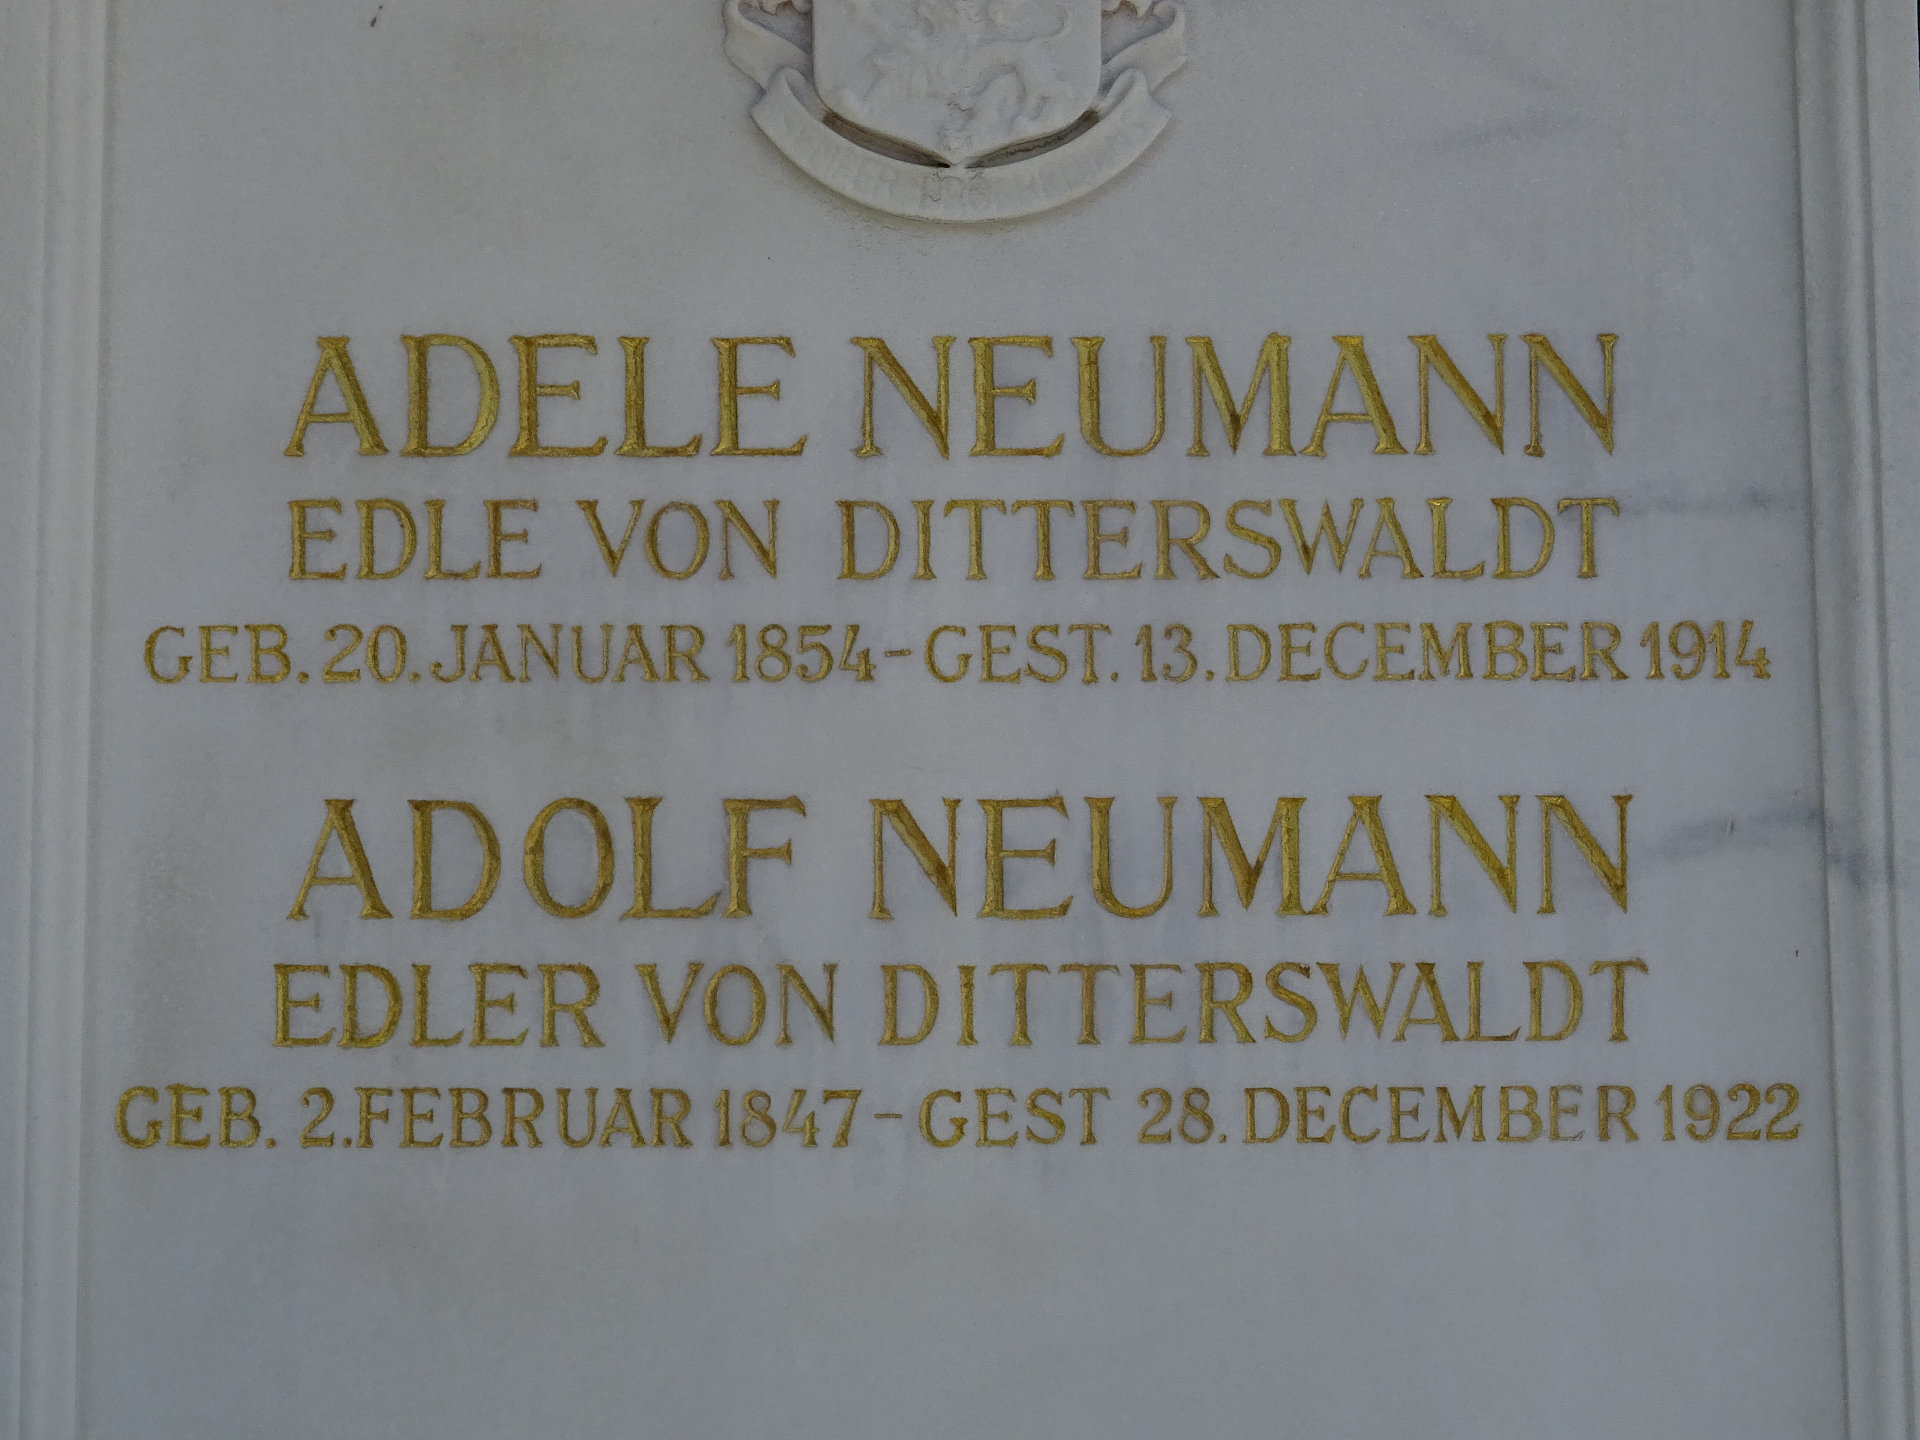 ADELE NEUMANN
EDLE VON DITTERSWALDT
GEB. 20. JANUAR 1854 - GEST. 13. DECEMBER 1914
ADOLF NEUMANN
EDLER VON DITTERSWALDT
GEB. 2. FEBRUAR 1847 - GEST 28. DECEMBER 1922